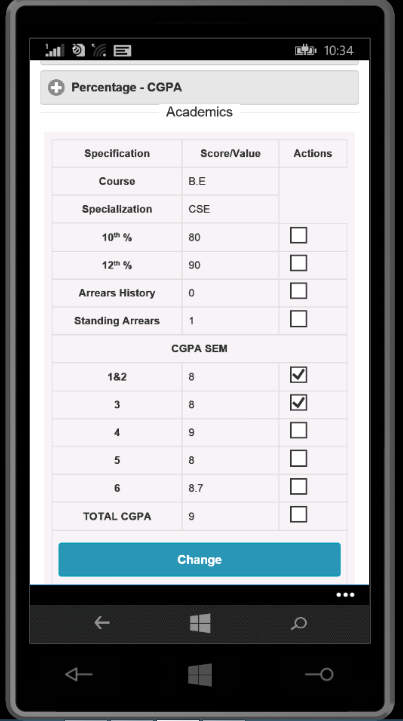 10:34
Percentage - CGPA
Academics
Specification Score/Value Actions
Course B.E
Specialization CSE
10th % 80
12th % 90
Arrears History 0
Standing Arrears 1
CGPA SEM
1&2 8
3 8
4 9
5 8
6 8.7
TOTAL CGPA 9
Change